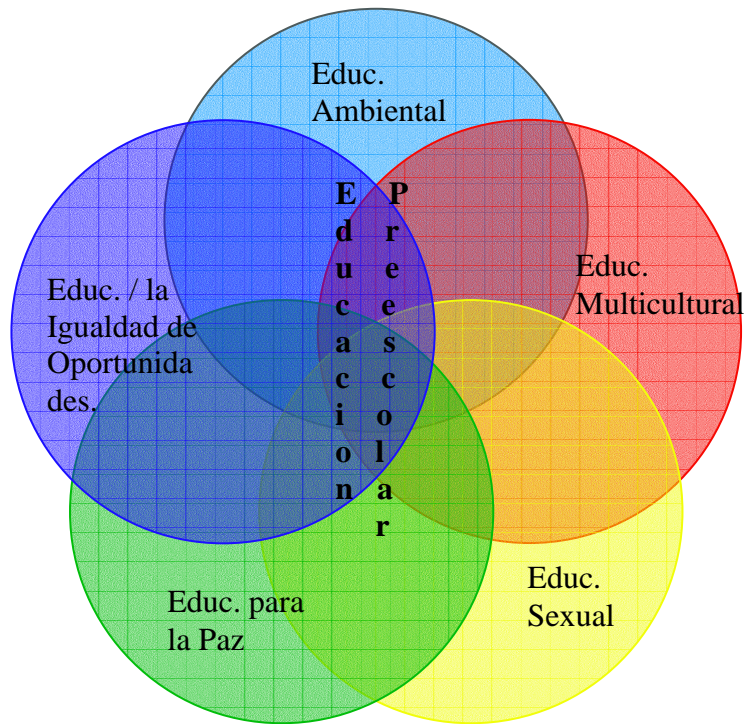 Educ.
Ambiental
Educ.
Multicultural
Educ. / la
Igualdad de
Oportunida
des.
Educacion
Preescolar
Educ. para
la Paz
Educ.
Sexual